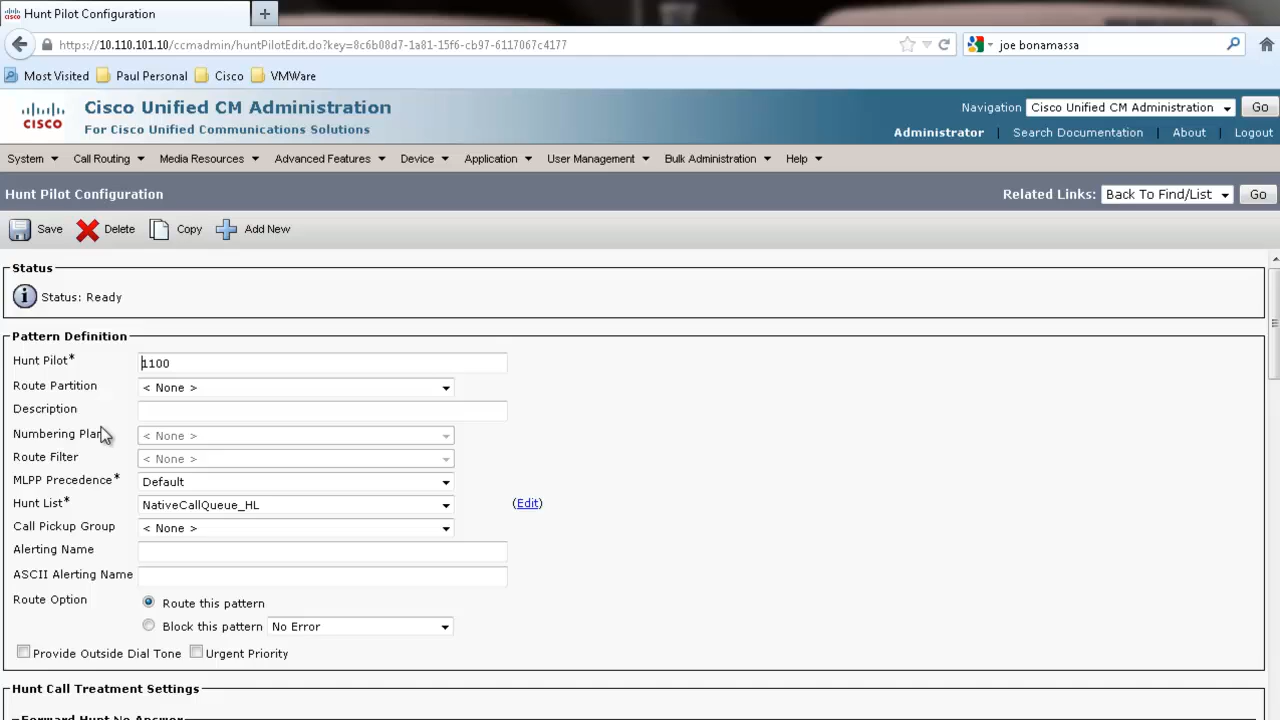 Hunt Pilot Configuration
https://10.110.101.10/ccmadmin/huntPilotEdit.do?key=8c6b08d7-1a81-15f6-cb97-6117067c4177
joe bonamassa
Most Visited Paul Personal Cisco VMWare
CISCO
Cisco Unified CM Administration
For Cisco Unified Communications Solutions
Navigation Cisco Unified CM Administration Go
Administrator | Search Documentation | About | Logout
System Call Routing Media Resources Advanced Features Device Application User Management Bulk Administration Help
Hunt Pilot Configuration
Related Links: Back To Find/List Go
Save Delete Copy Add New
Status
Status: Ready
Pattern Definition
Hunt Pilot* 1100
Route Partition < None >
Description
Numbering Plan < None >
Route Filter < None >
MLPP Precedence* Default
Hunt List* NativeCallQueue_HL (Edit)
Call Pickup Group < None >
Alerting Name
ASCII Alerting Name
Route Option Route this pattern
Block this pattern No Error
Provide Outside Dial Tone Urgent Priority
Hunt Call Treatment Settings
Forward Hunt No Answer